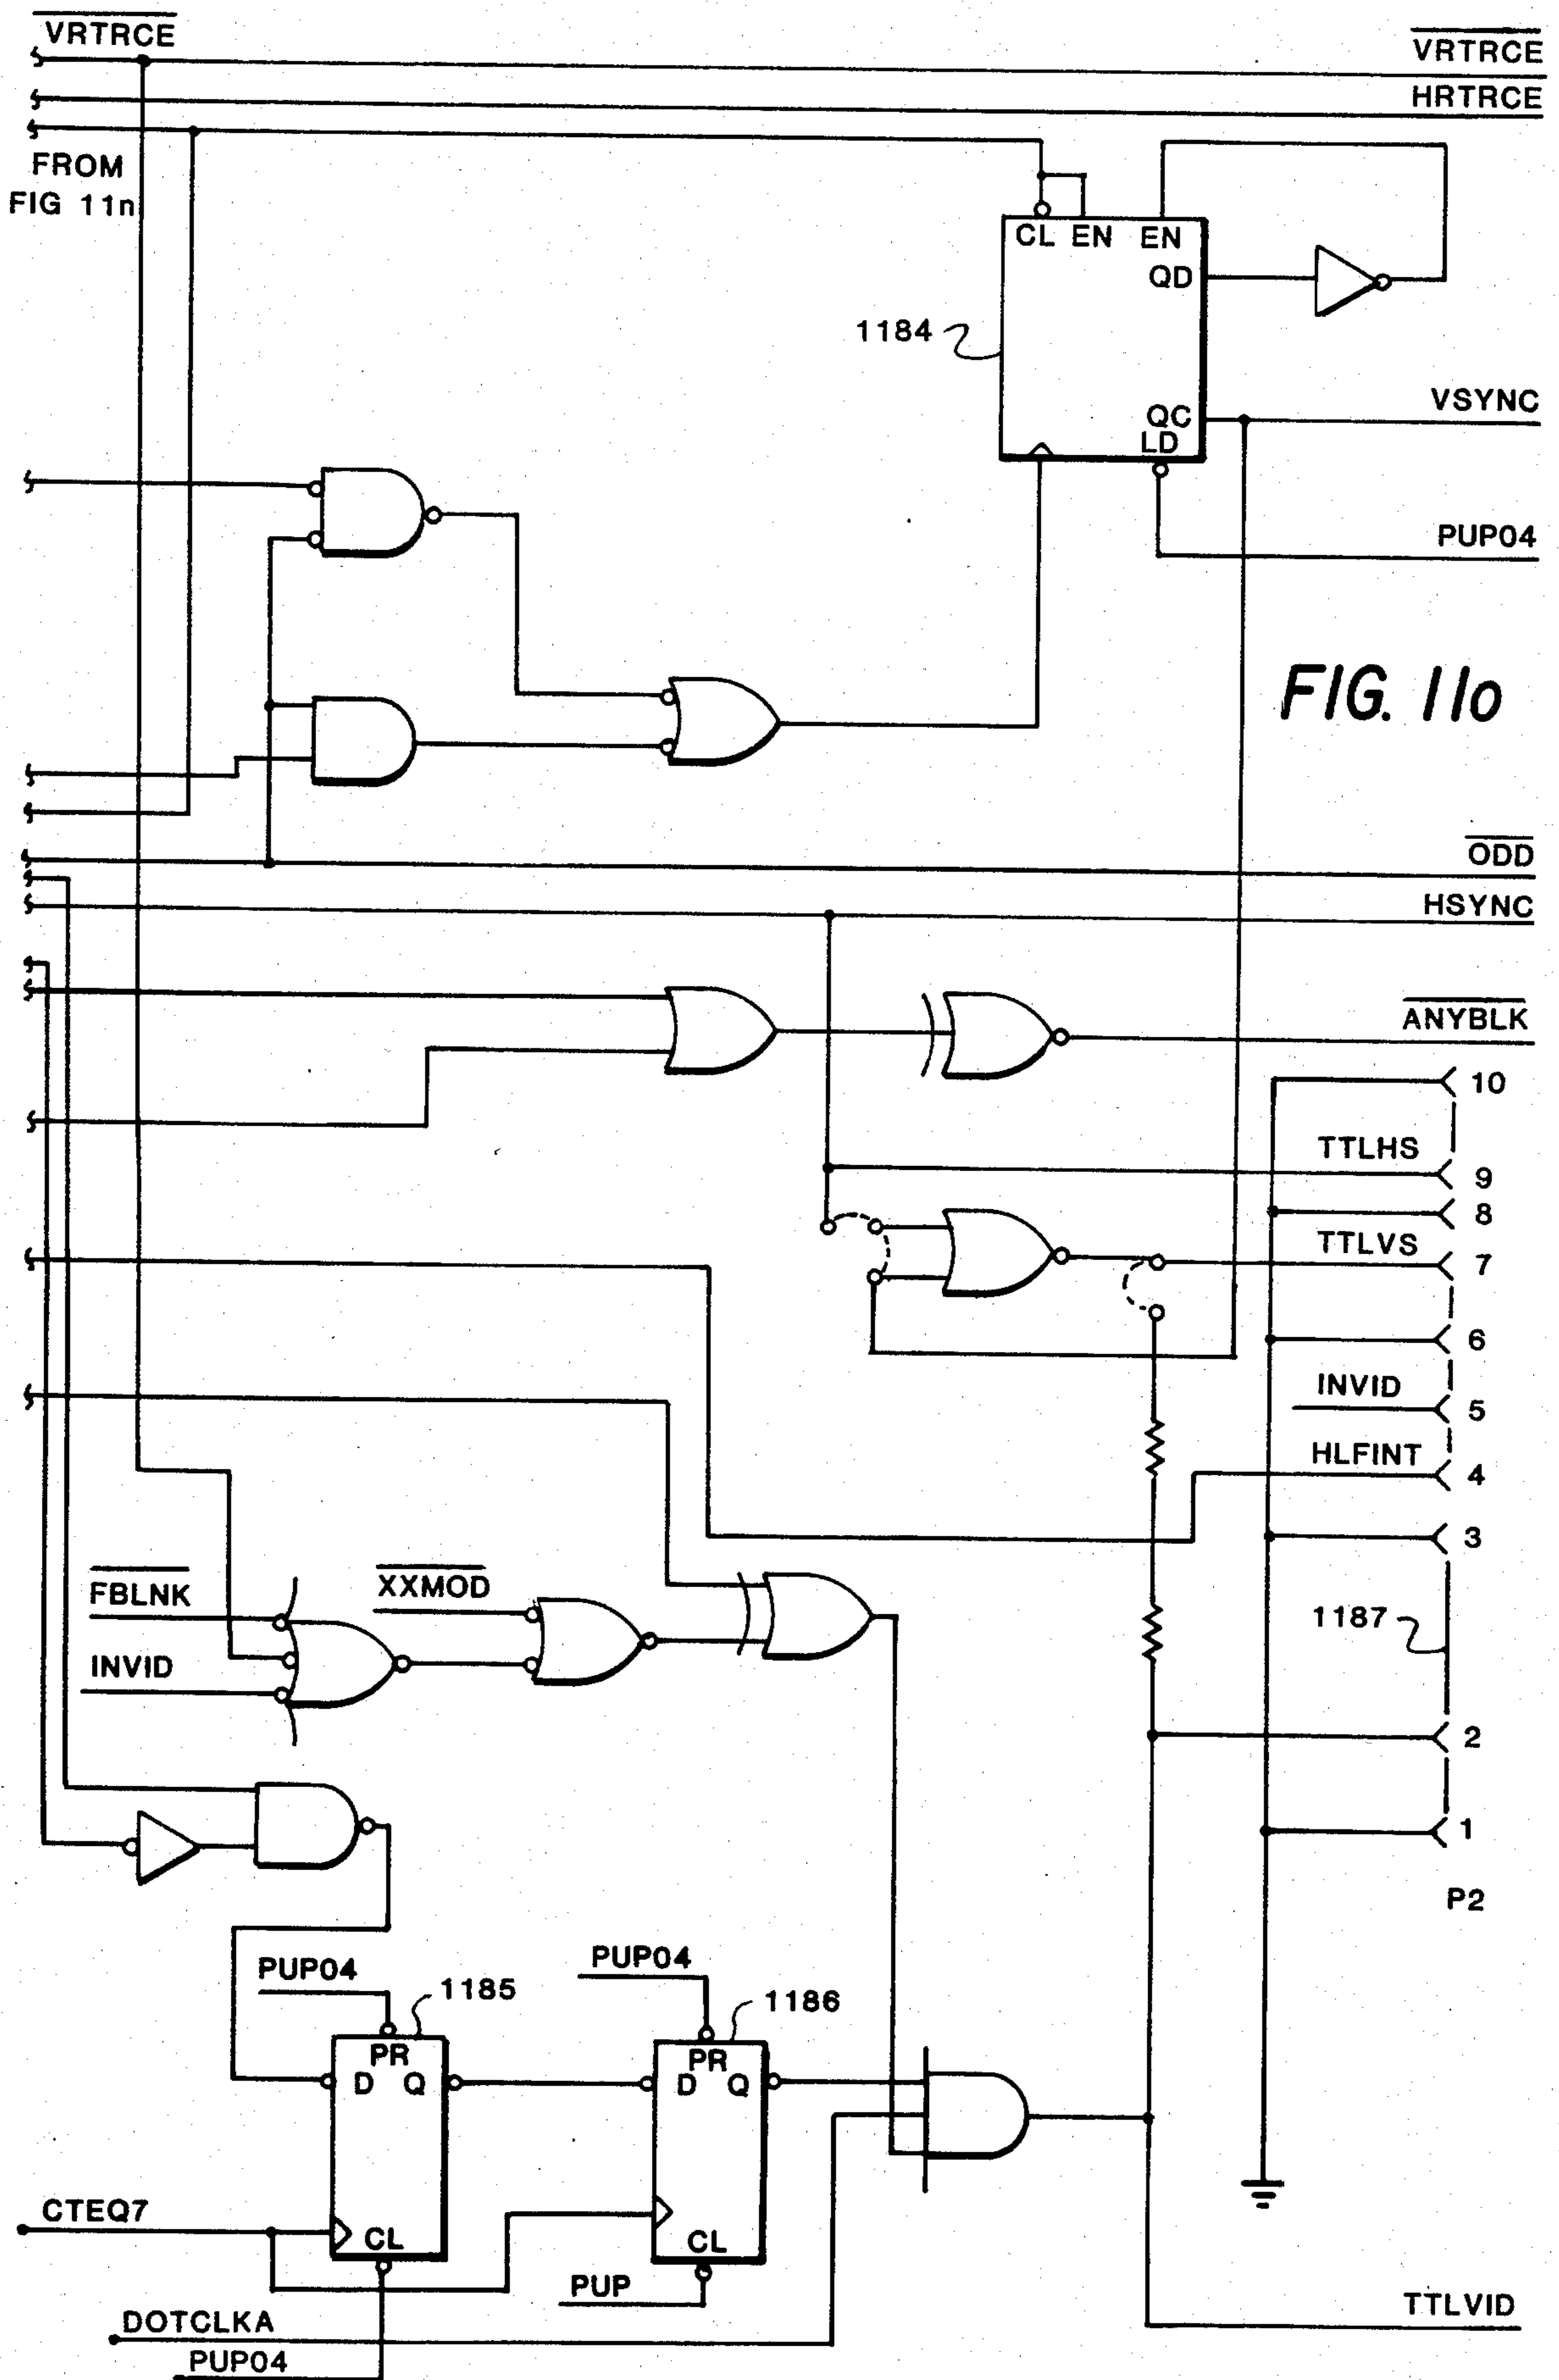 VRTRCE
VRTRCE
HRTRCE
FROM
FIG 11n
CL EN EN
QD
1184
QC
VSYNC
LD
PUP04
FIG. 11o
ODD
HSYNC
ANYBLK
10
TTLHS
9
8
TTLVS
7
6
INVID
5
HLFINT
4
3
FBLNK
XXMOD
1187
INVID
2
1
P2
PUP04
1185
PUP04
1186
PR
D Q
PR
D Q
CTEQ7
CL
CL
PUP
DOTCLKA
TTLVID
PUP04